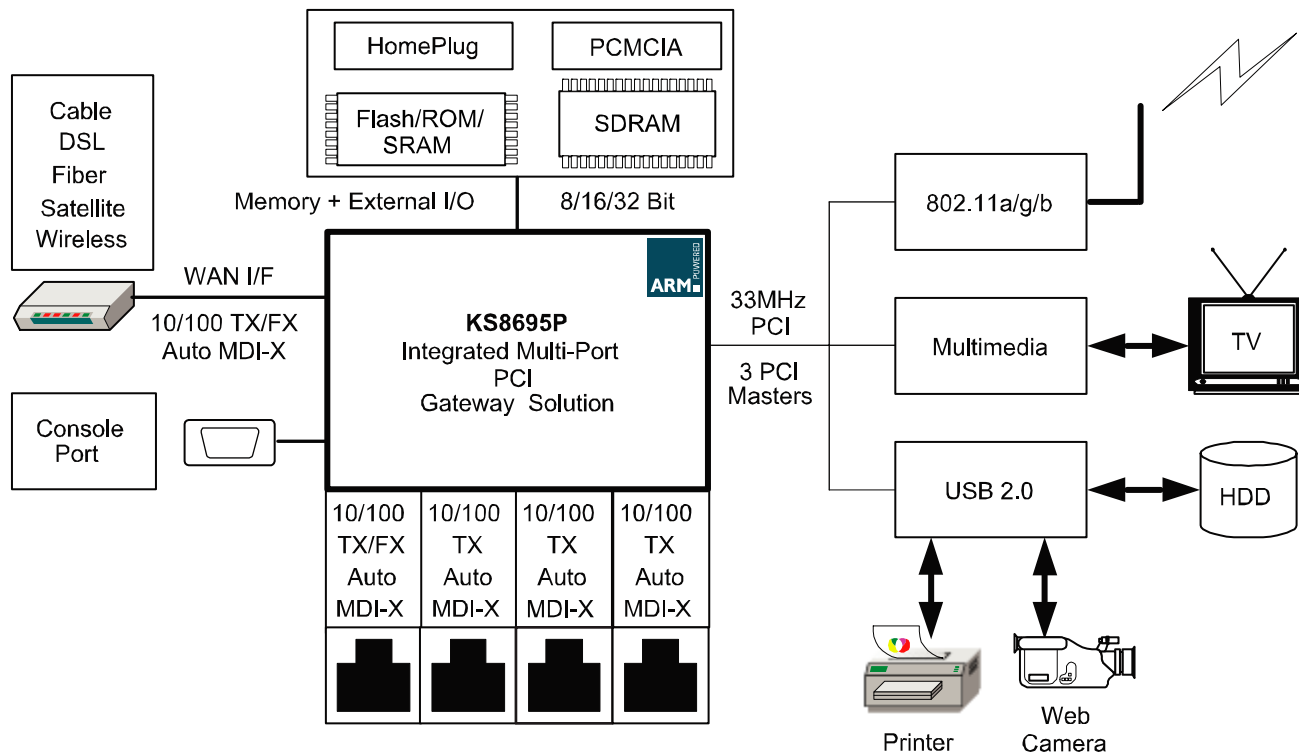 HomePlug
PCMCIA
Flash/ROM/
SRAM
SDRAM
Cable
DSL
Fiber
Satellite
Wireless
Memory + External I/O
8/16/32 Bit
802.11a/g/b
WAN I/F
10/100 TX/FX
Auto MDI-X
ARM
POWERED
KS8695P
Integrated Multi-Port
PCI
Gateway Solution
33MHz
PCI
3 PCI
Masters
Multimedia
TV
Console
Port
USB 2.0
HDD
10/100
TX/FX
Auto
MDI-X
10/100
TX
Auto
MDI-X
10/100
TX
Auto
MDI-X
10/100
TX
Auto
MDI-X
Printer
Web
Camera